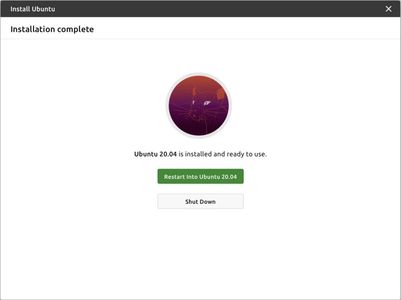 Install Ubuntu
Installation complete
Ubuntu 20.04 is installed and ready to use.
Restart Into Ubuntu 20.04
Shut Down